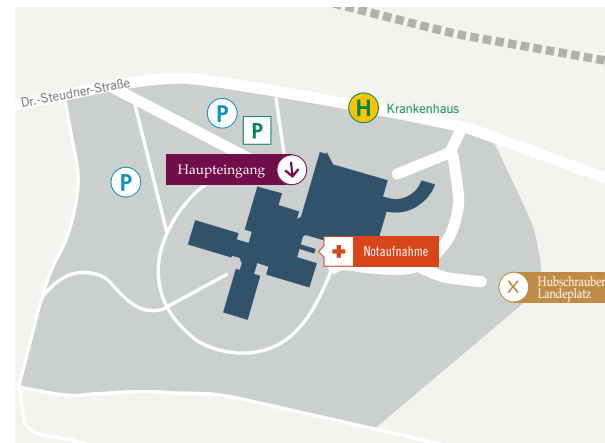 Dr.-Steudner-Straße
P
H
Krankenhaus
P
Haupteingang
P
Notaufnahme
X
Hubschrauber
Landeplatz